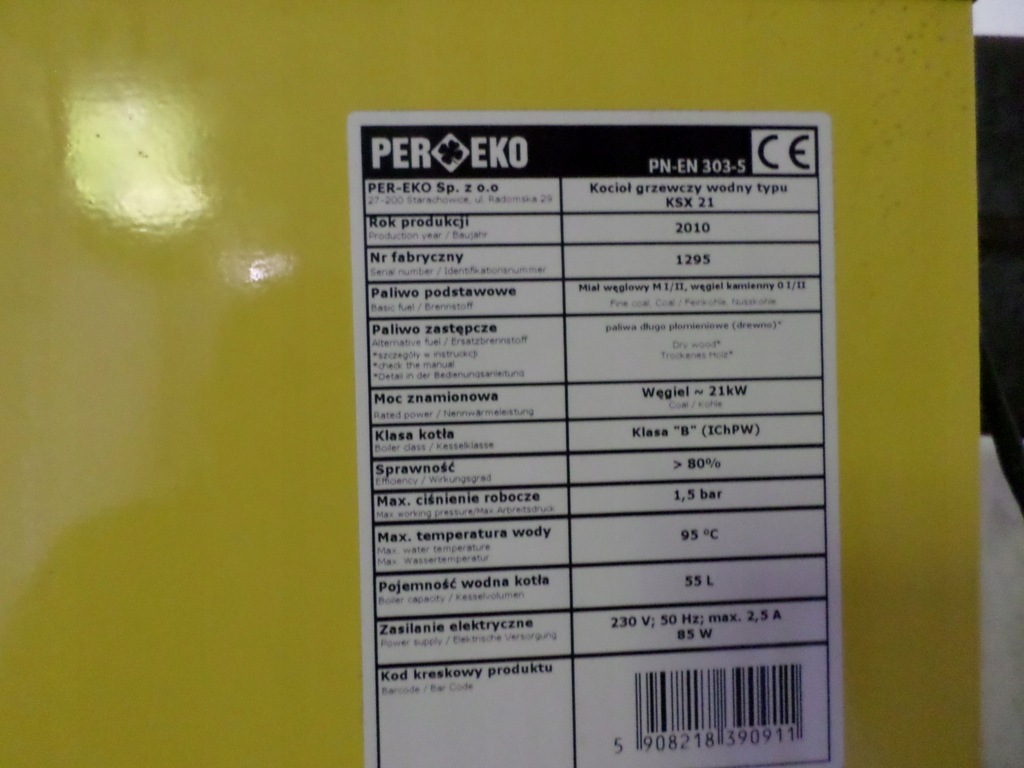 PER EKO
PN-EN 303-5 CE
PER-EKO Sp. z o.o
27-200 Starachowice, ul. Radomska 29
Kocioł grzewczy wodny typu
KSX 21
Rok produkcji
Production year / Baujahr
2010
Nr fabryczny
Serial number / Identifikationsnummer
1295
Paliwo podstawowe
Basic fuel / Brennstoff
Miał węglowy M I/II, węgiel kamienny O I/II
Fine coal, Coal / Feinkohle, Nusskohle
Paliwo zastępcze
Alternative fuel / Ersatzbrennstoff
*szczegóły w instrukcji
*check the manual
*Detail in der Bedienungsanleitung
paliwa długo płomieniowe (drewno)*
Dry wood*
Trockenes Holz*
Moc znamionowa
Rated power / Nennwärmeleistung
Węgiel ~ 21kW
Coal / Kohle
Klasa kotła
Boiler class / Kesselklasse
Klasa "B" (IChPW)
Sprawność
Efficiency / Wirkungsgrad
> 80%
Max. ciśnienie robocze
Max working pressure/Max Arbeitsdruck
1,5 bar
Max. temperatura wody
Max. water temperature
Max. Wassertemperatur
95 °C
Pojemność wodna kotła
Boiler capacity / Kesselvolumen
55 L
Zasilanie elektryczne
Power supply / Elektrische Versorgung
230 V; 50 Hz; max. 2,5 A
85 W
Kod kreskowy produktu
Barcode / Bar Code
5 908218 390911